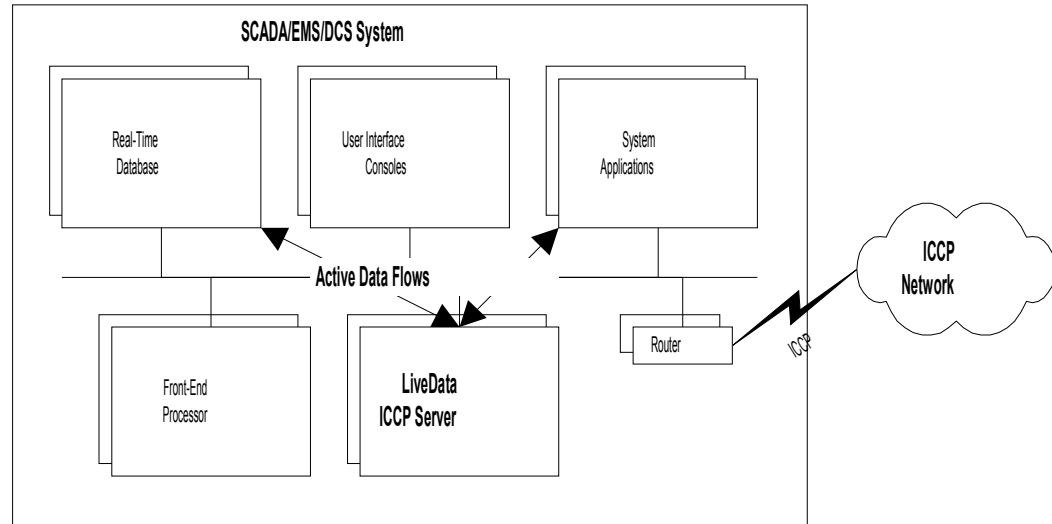 SCADA/EMS/DCS System
Real-Time
Database
User Interface
Consoles
System
Applications
ICCP
Network
Active Data Flows
Front-End
Processor
LiveData
ICCP Server
Router
ICCP